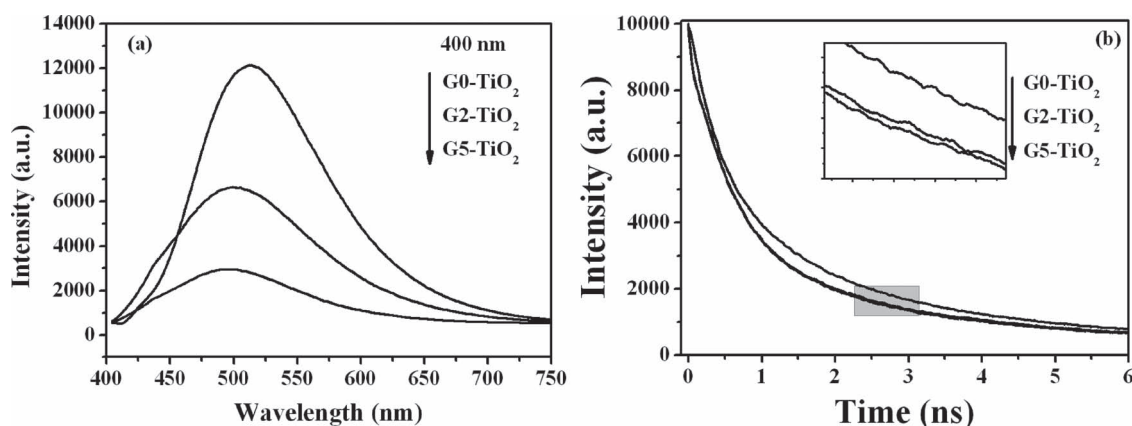 (a)
400 nm
G0-TiO₂
G2-TiO₂
G5-TiO₂
14000
12000
10000
8000
6000
4000
2000
0
Intensity (a.u.)
400 450 500 550 600 650 700 750
Wavelength (nm)
(b)
G0-TiO₂
G2-TiO₂
G5-TiO₂
10000
8000
6000
4000
2000
0
Intensity (a.u.)
0 1 2 3 4 5 6
Time (ns)